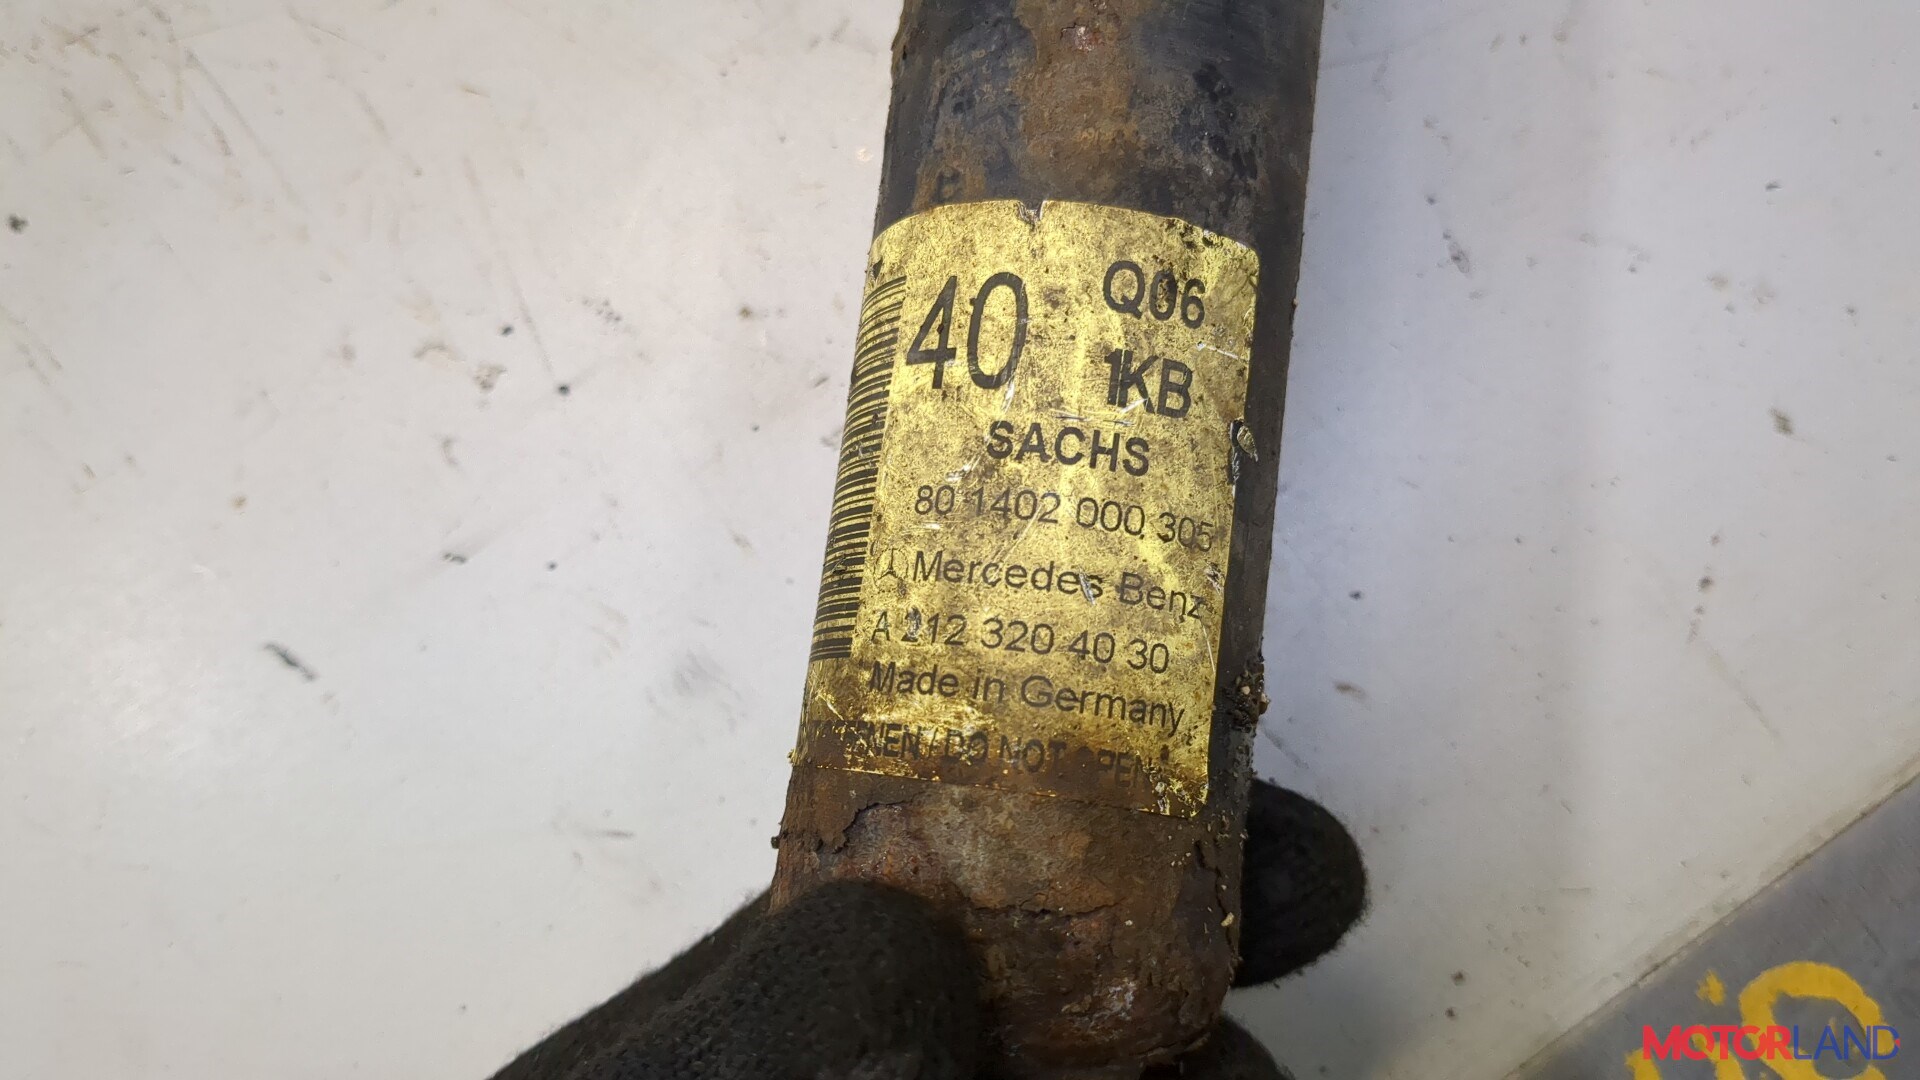 40
Q06
1KB
SACHS
80 1402 000 305
Mercedes Benz
A 212 320 40 30
Made in Germany
DO NOT OPEN
MOTORLAND